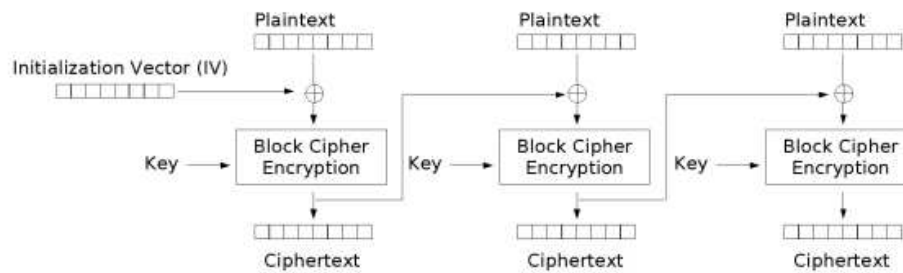 Plaintext Plaintext Plaintext
Initialization Vector (IV)
Key Block Cipher Encryption Key Block Cipher Encryption Key Block Cipher Encryption
Ciphertext Ciphertext Ciphertext